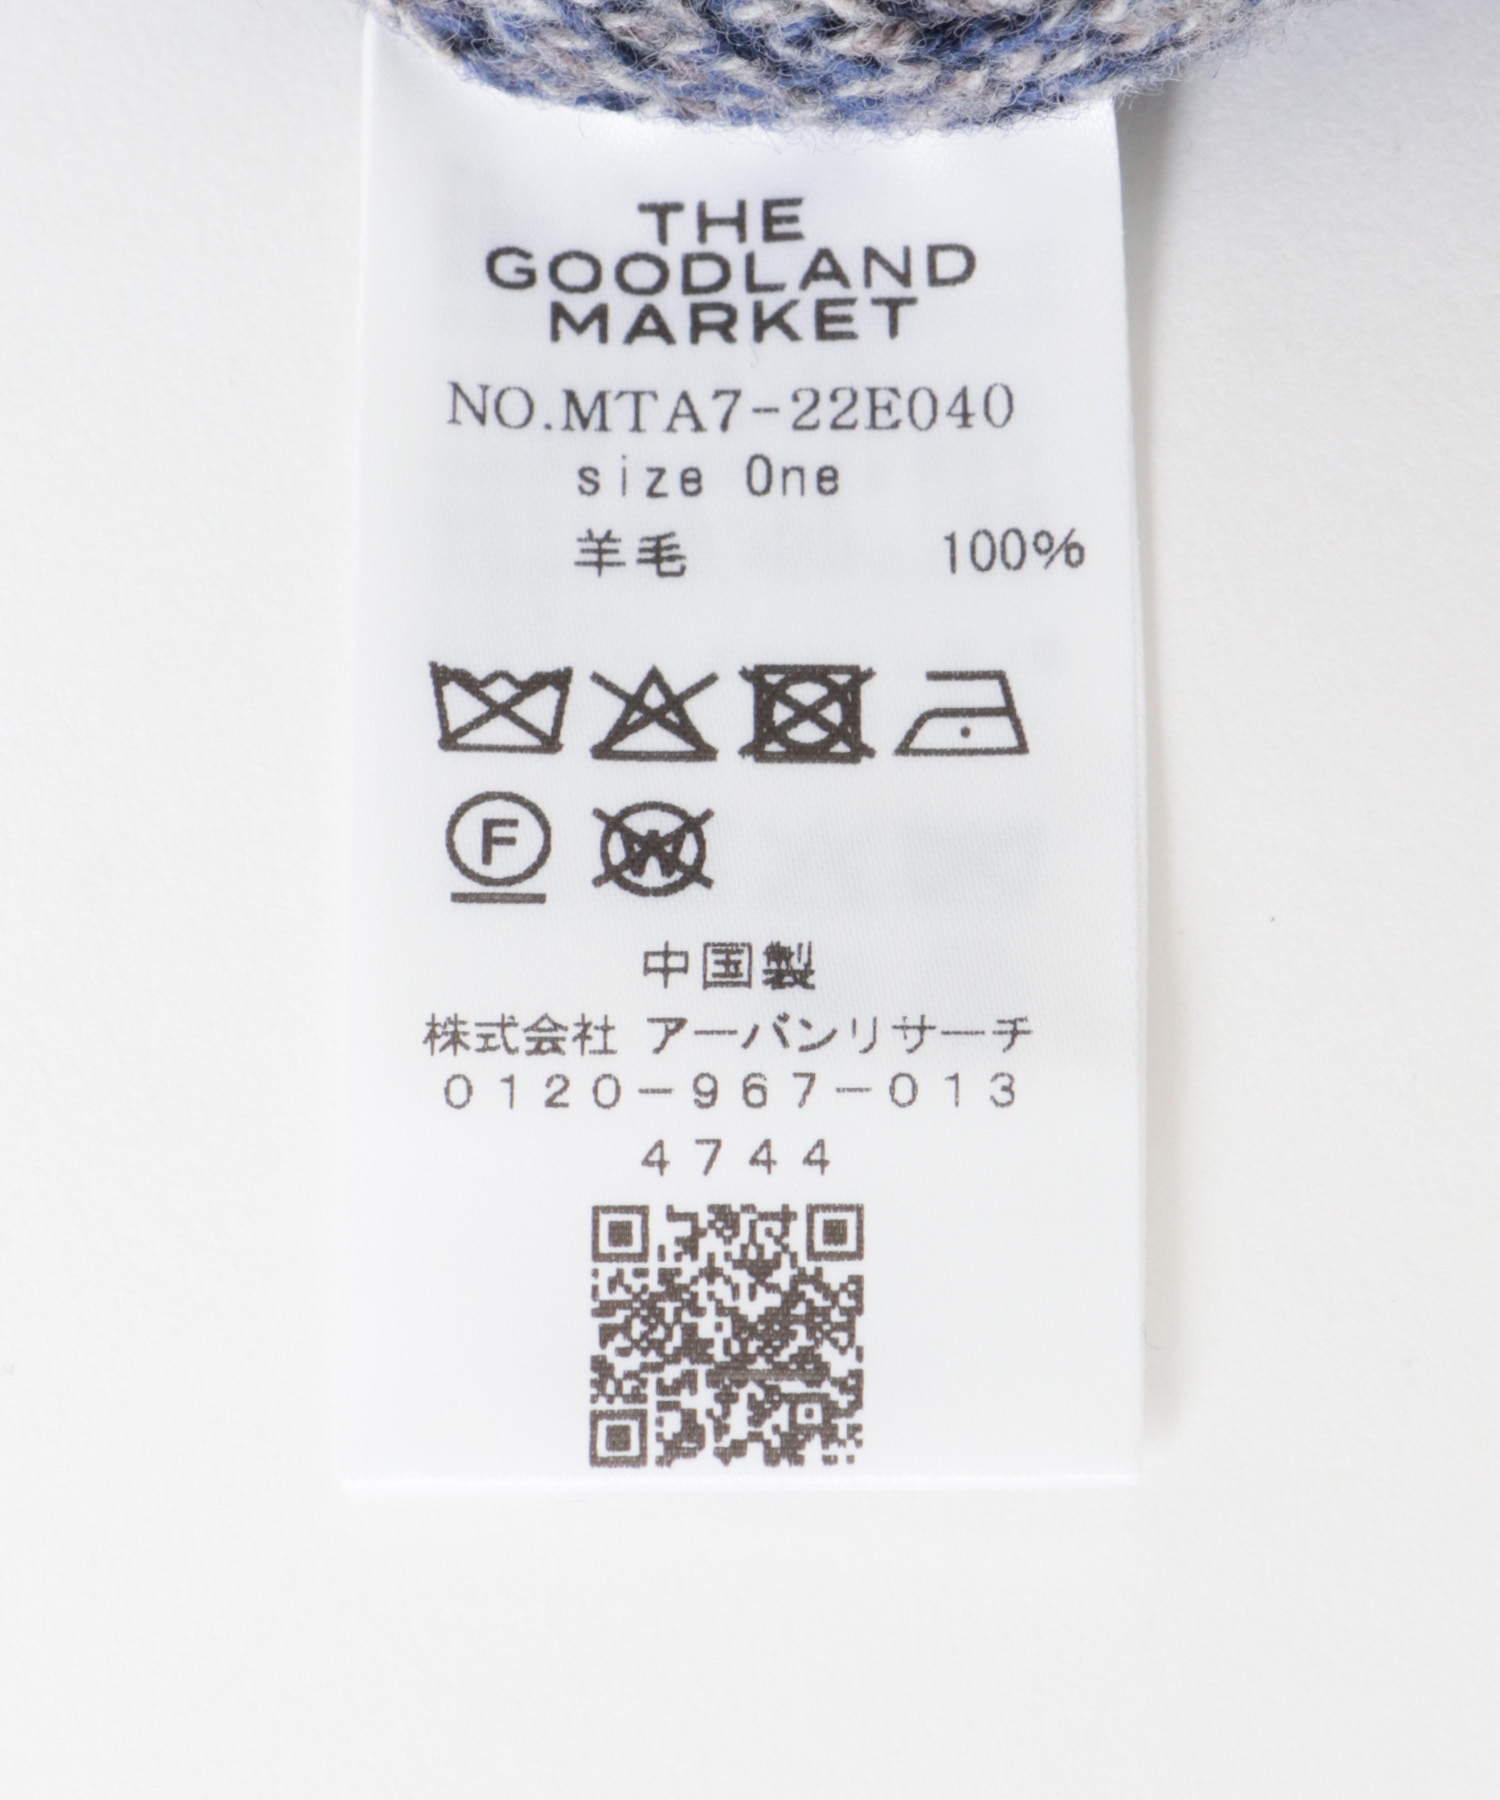 THE
GOODLAND
MARKET
NO.MTA7-22E040
size One
羊毛 100%
F
W
中国製
株式会社 アーバンリサーチ
0120-967-013
4744